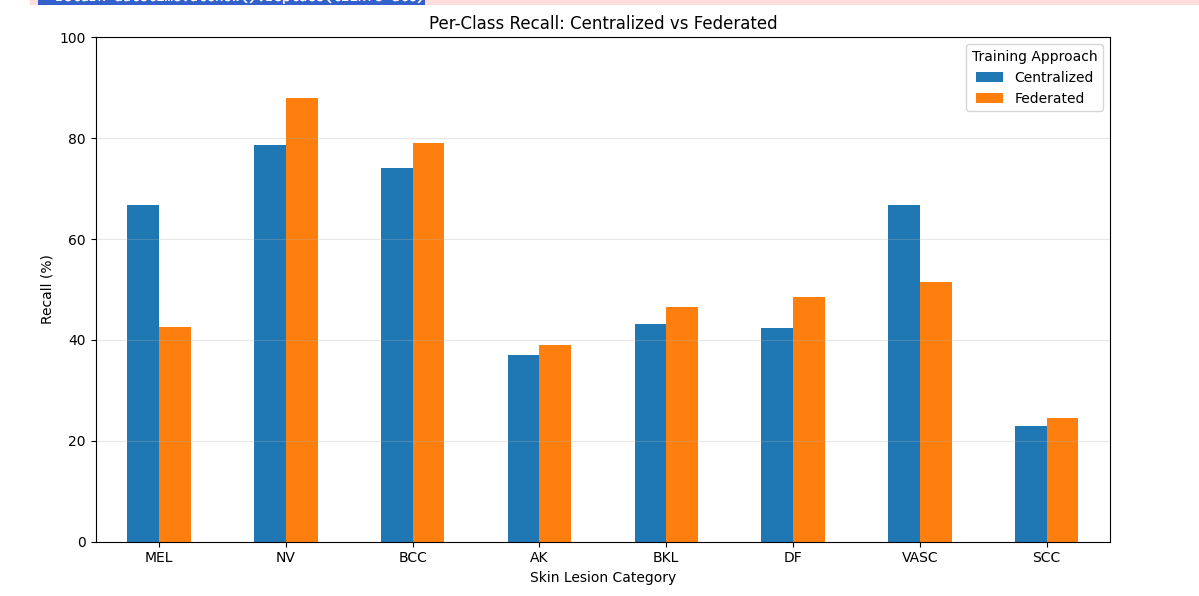 Per-Class Recall: Centralized vs Federated
Training Approach
Centralized
Federated
100
80
60
40
20
0
Recall (%)
MEL NV BCC AK BKL DF VASC SCC
Skin Lesion Category